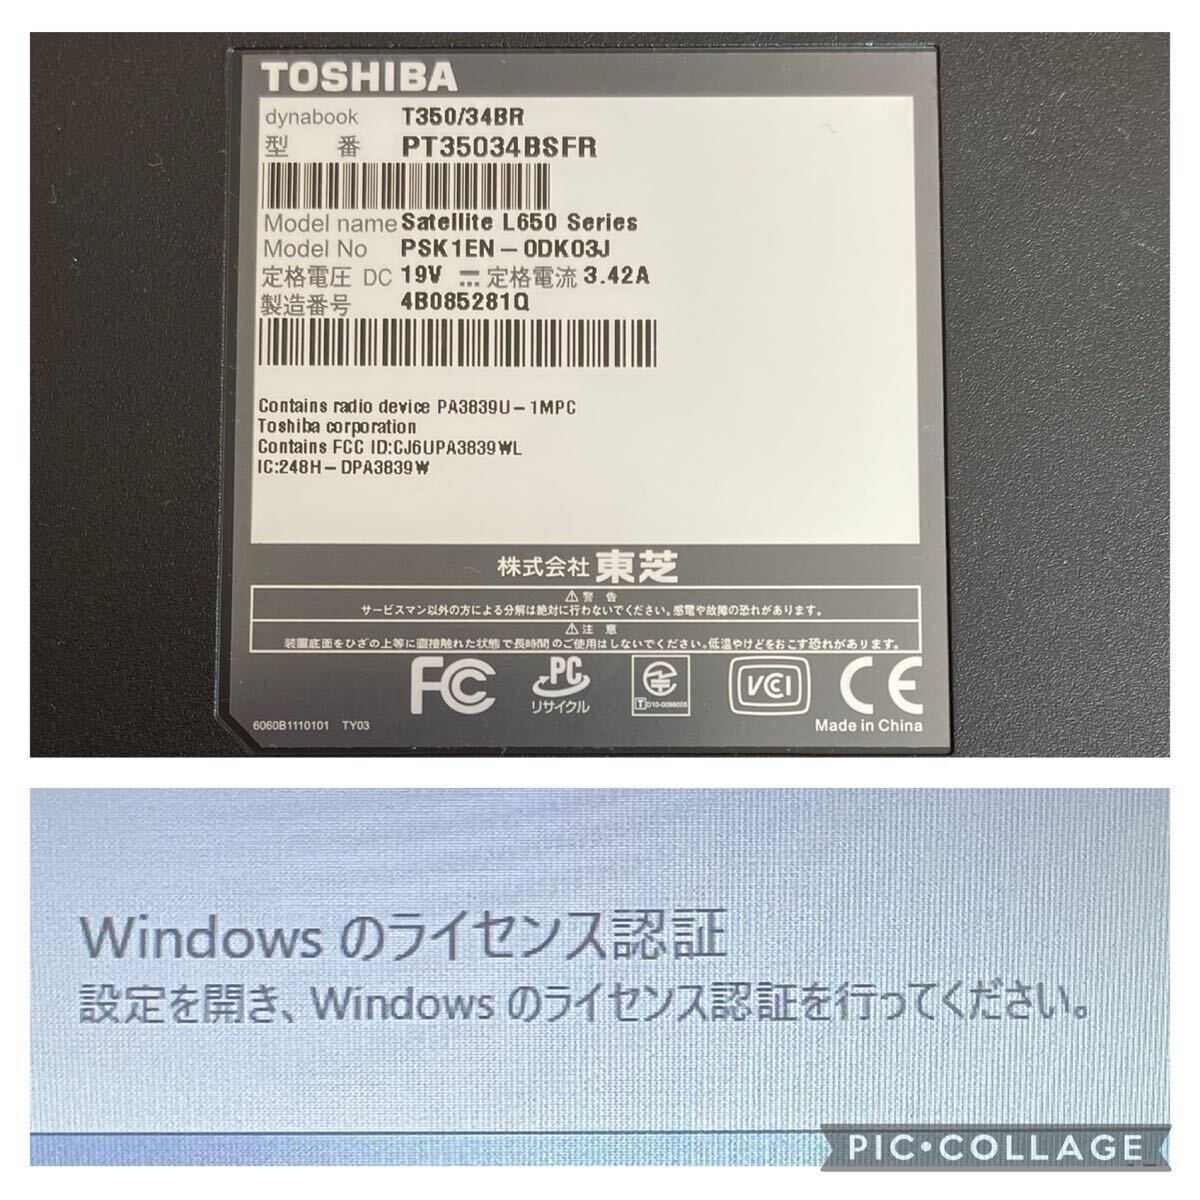 TOSHIBA
dynabook T350/34BR
型 番 PT35034BSFR
Model name Satellite L650 Series
Model No PSK1EN-0DK03J
定格電圧 DC 19V 定格電流 3.42A
製造番号 4B085281Q
Contains radio device PA3839U-1MPC
Toshiba corporation
Contains FCC ID:CJ6UPA3839WL
IC:248H-DPA3839W
株式会社 東芝
⚠警 告
サービスマン以外の方による分解は絶対に行わないでください。感電や故障の恐れがあります。
⚠注 意
装置底面をひざの上等に直接触れた状態で長時間のご使用はしないでください。低温やけどをおこす恐れがあります。
FC PC VCI CE
リサイクル
T D10-0098005
6060B1110101 TY03
Made in China
Windows のライセンス認証
設定を開き、Windows のライセンス認証を行ってください。
PIC•COLLAGE